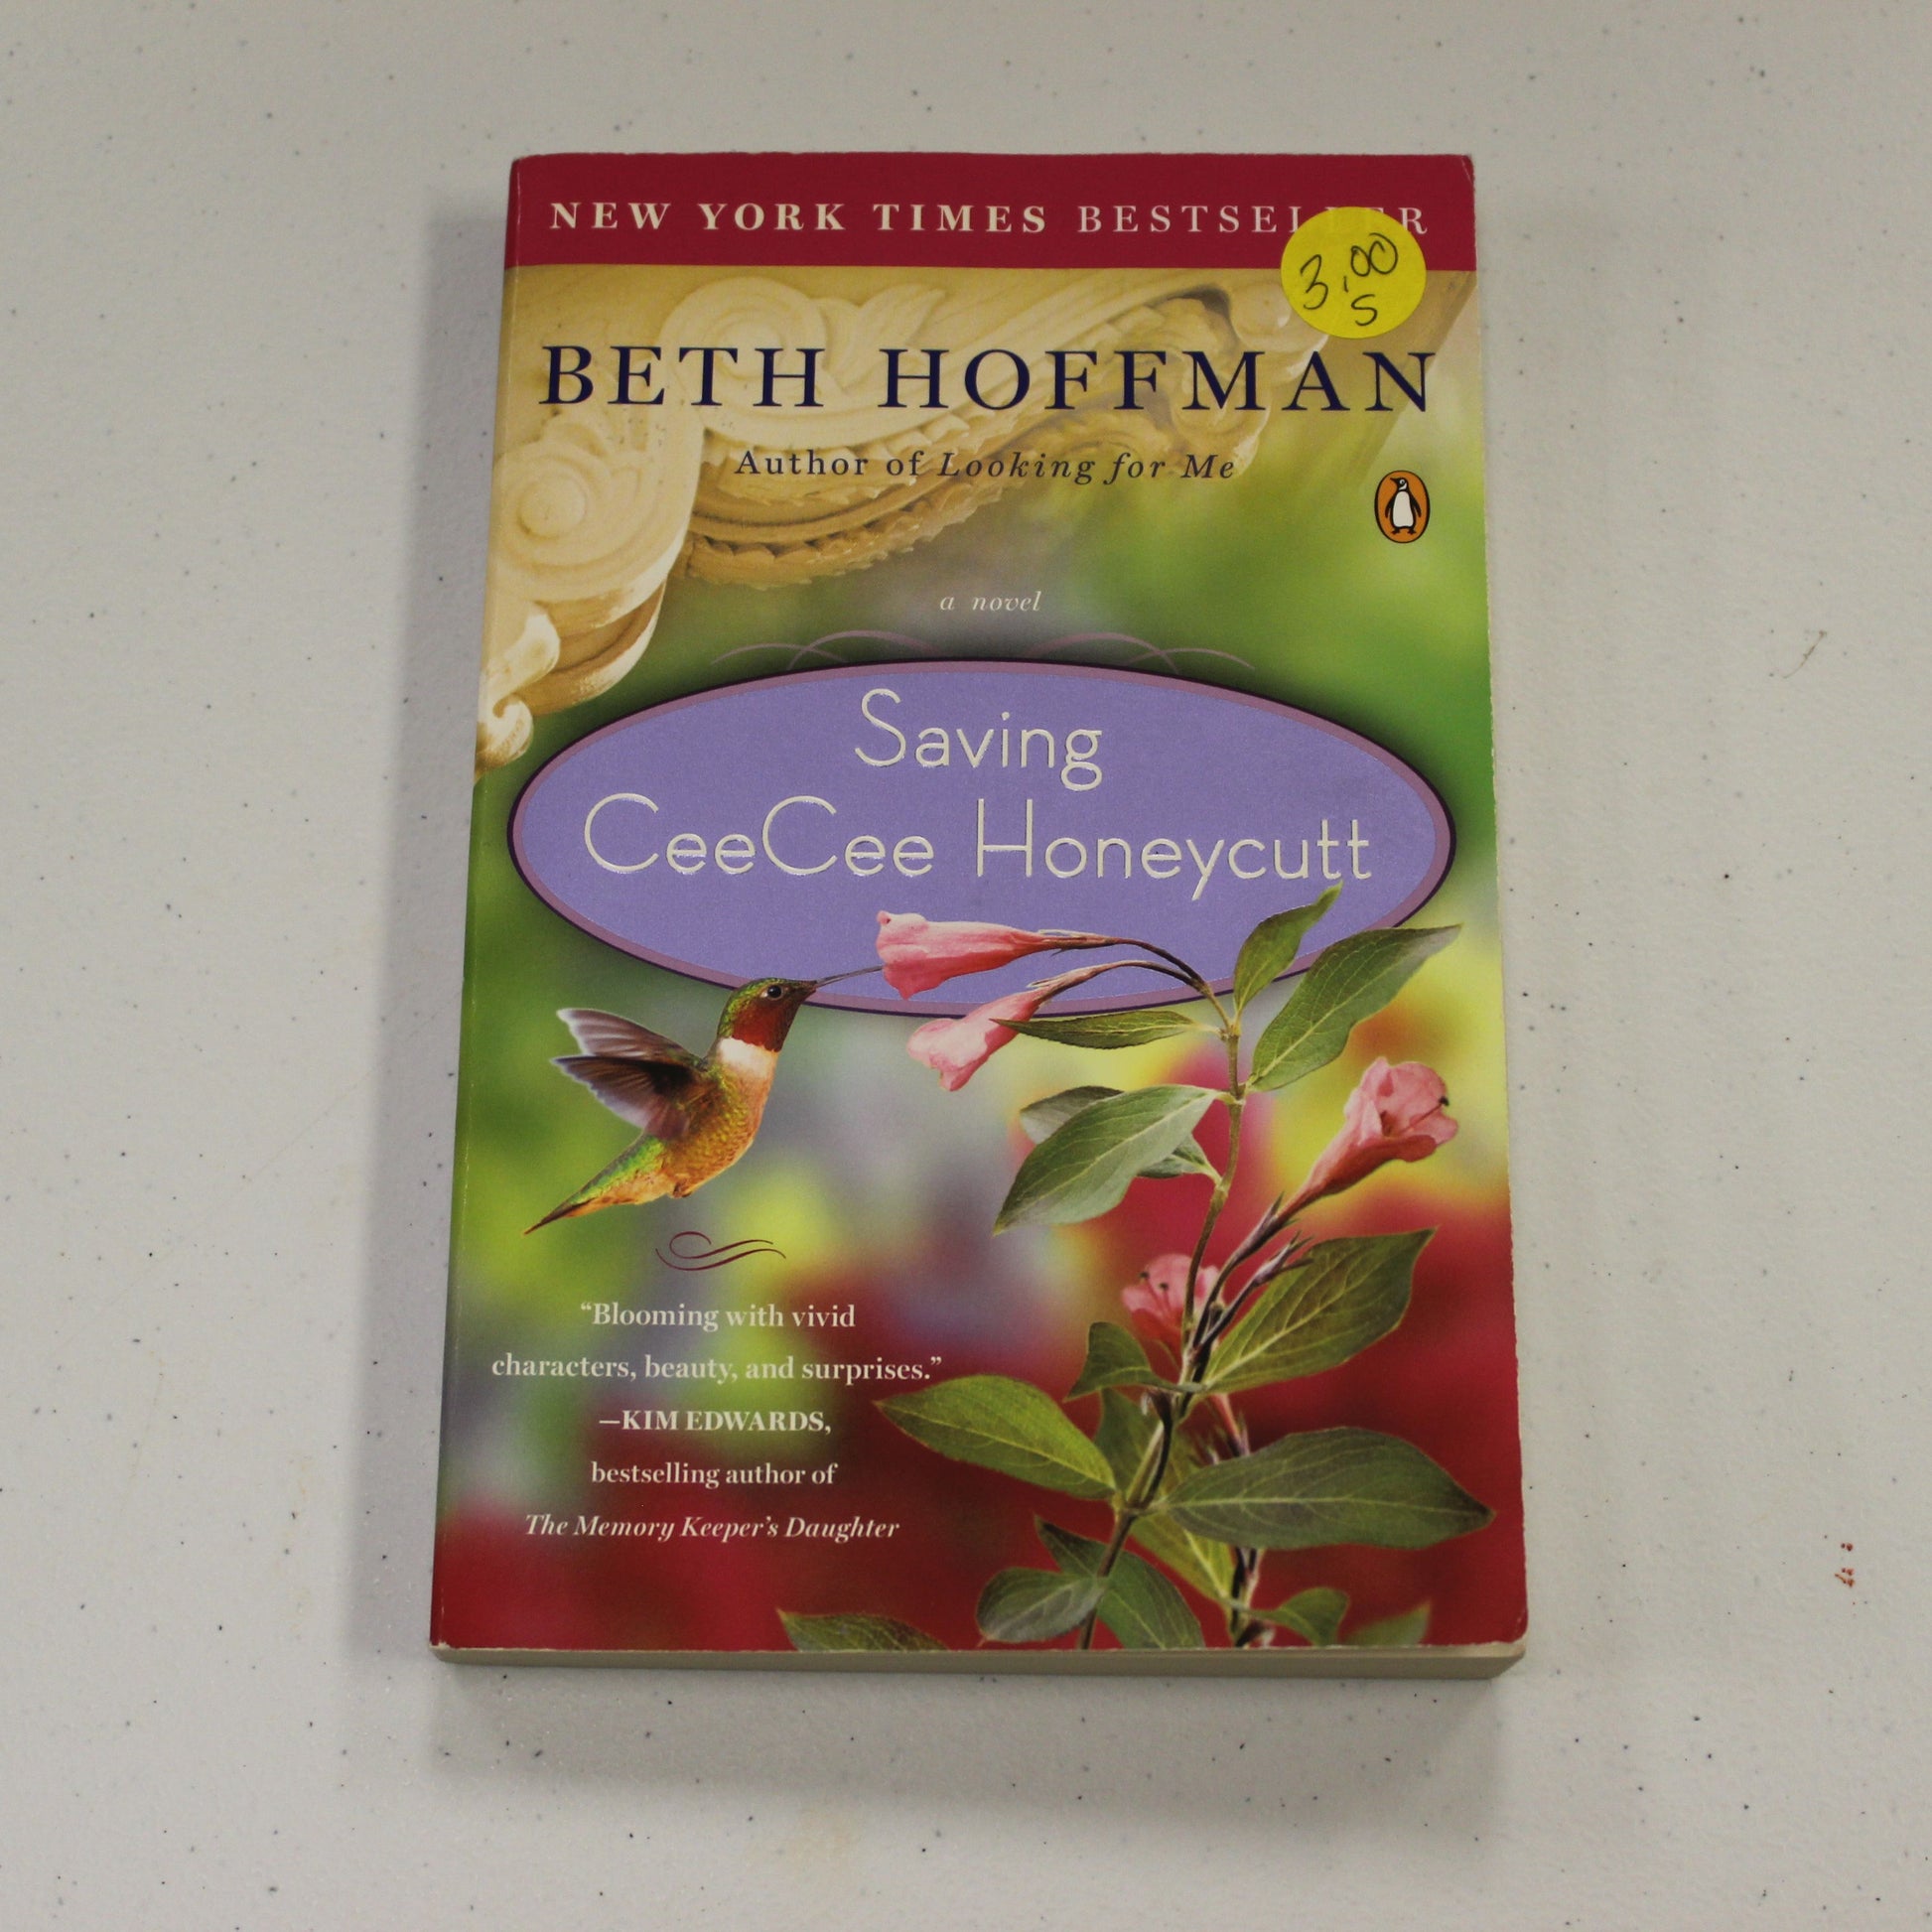 NEW YORK TIMES BESTSELLER
3.00
S
BETH HOFFMAN
Author of Looking for Me
a novel
Saving
CeeCee Honeycutt
“Blooming with vivid
characters, beauty, and surprises.”
—KIM EDWARDS,
bestselling author of
The Memory Keeper’s Daughter